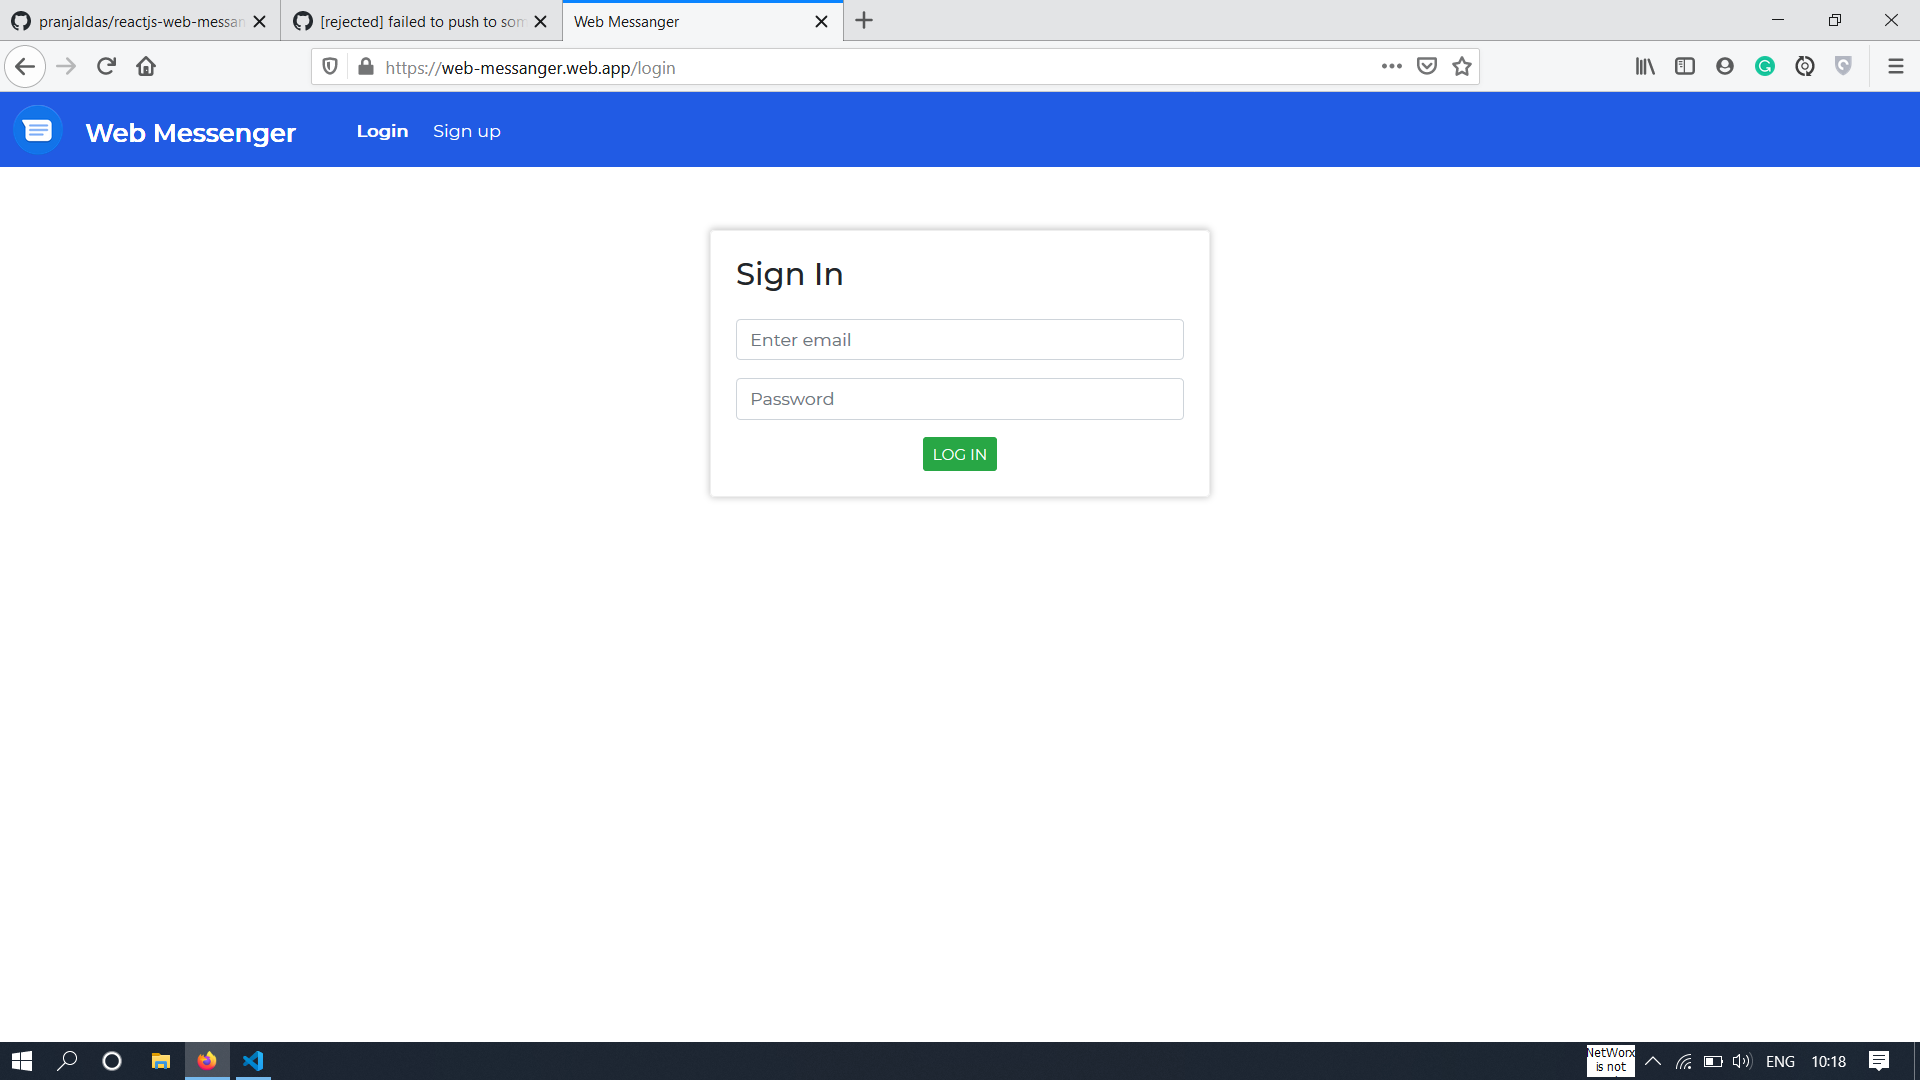 pranjaldas/reactjs-web-messan
[rejected] failed to push to som
Web Messanger
https://web-messanger.web.app/login
Web Messenger
Login
Sign up
Sign In
Enter email
Password
LOG IN
NetWorx
is not
ENG
10:18